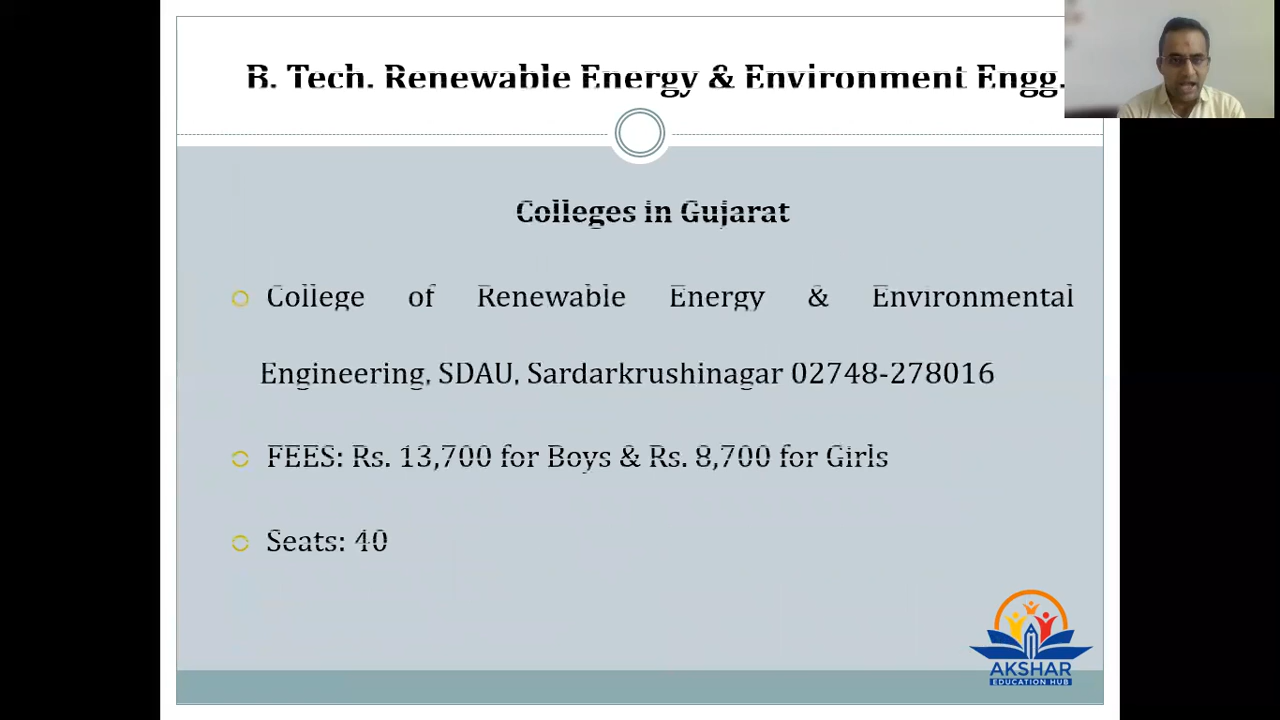 B. Tech. Renewable Energy & Environment Engg.
Colleges in Gujarat
College of Renewable Energy & Environmental
Engineering, SDAU, Sardarkrushinagar 02748-278016
FEES: Rs. 13,700 for Boys & Rs. 8,700 for Girls
Seats: 40
AKSHAR
EDUCATION HUB